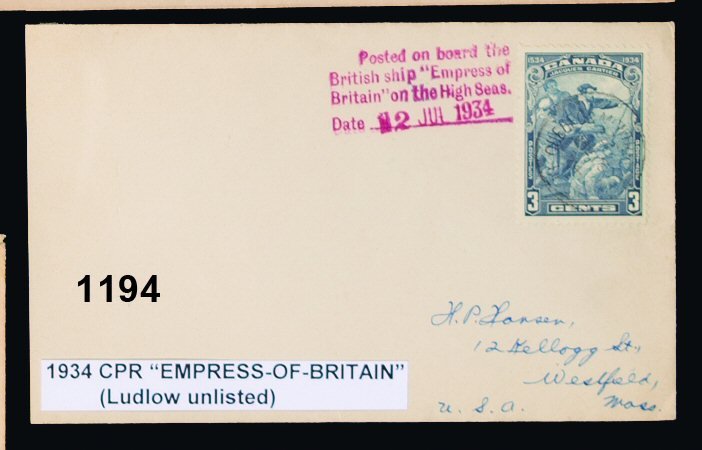 Posted on board the
British ship "Empress of
Britain" on the High Seas.
Date 12 JUL 1934
1534 CANADA 1934
JACQUES CARTIER
3 CENTS 3
1194
H. P. Hansen,
12 Kellogg St.,
Westfield,
Mass.
U. S. A.
1934 CPR “EMPRESS-OF-BRITAIN”
(Ludlow unlisted)